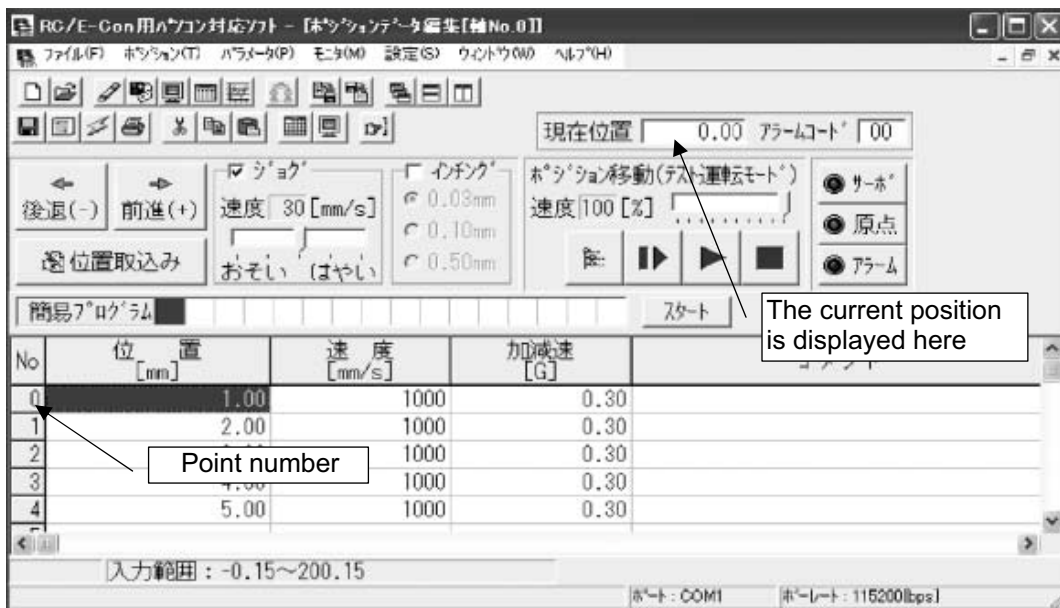 RC/E-Con用パソコン対応ソフト - [ポジションデータ編集[軸No.0]]
ファイル(F) ポジション(T) パラメータ(P) モニタ(M) 設定(S) ウィンドウ(W) ヘルプ(H)
現在位置 0.00 アラームコード 00
後退(-) 前進(+)
位置取込み
ジョグ
速度 30 [mm/s]
おそい はやい
インチング
0.03mm
0.10mm
0.50mm
ポジション移動(テスト運転モード)
速度 100 [%]
サーボ
原点
アラーム
簡易プログラム スタート
The current position
is displayed here
No 位 置 [mm] 速 度 [mm/s] 加減速 [G]
0 1.00 1000 0.30
1 2.00 1000 0.30
2 1000 0.30
3 4.00 1000 0.30
4 5.00 1000 0.30
Point number
入力範囲：-0.15～200.15
ポート : COM1 ボーレート : 115200[bps]